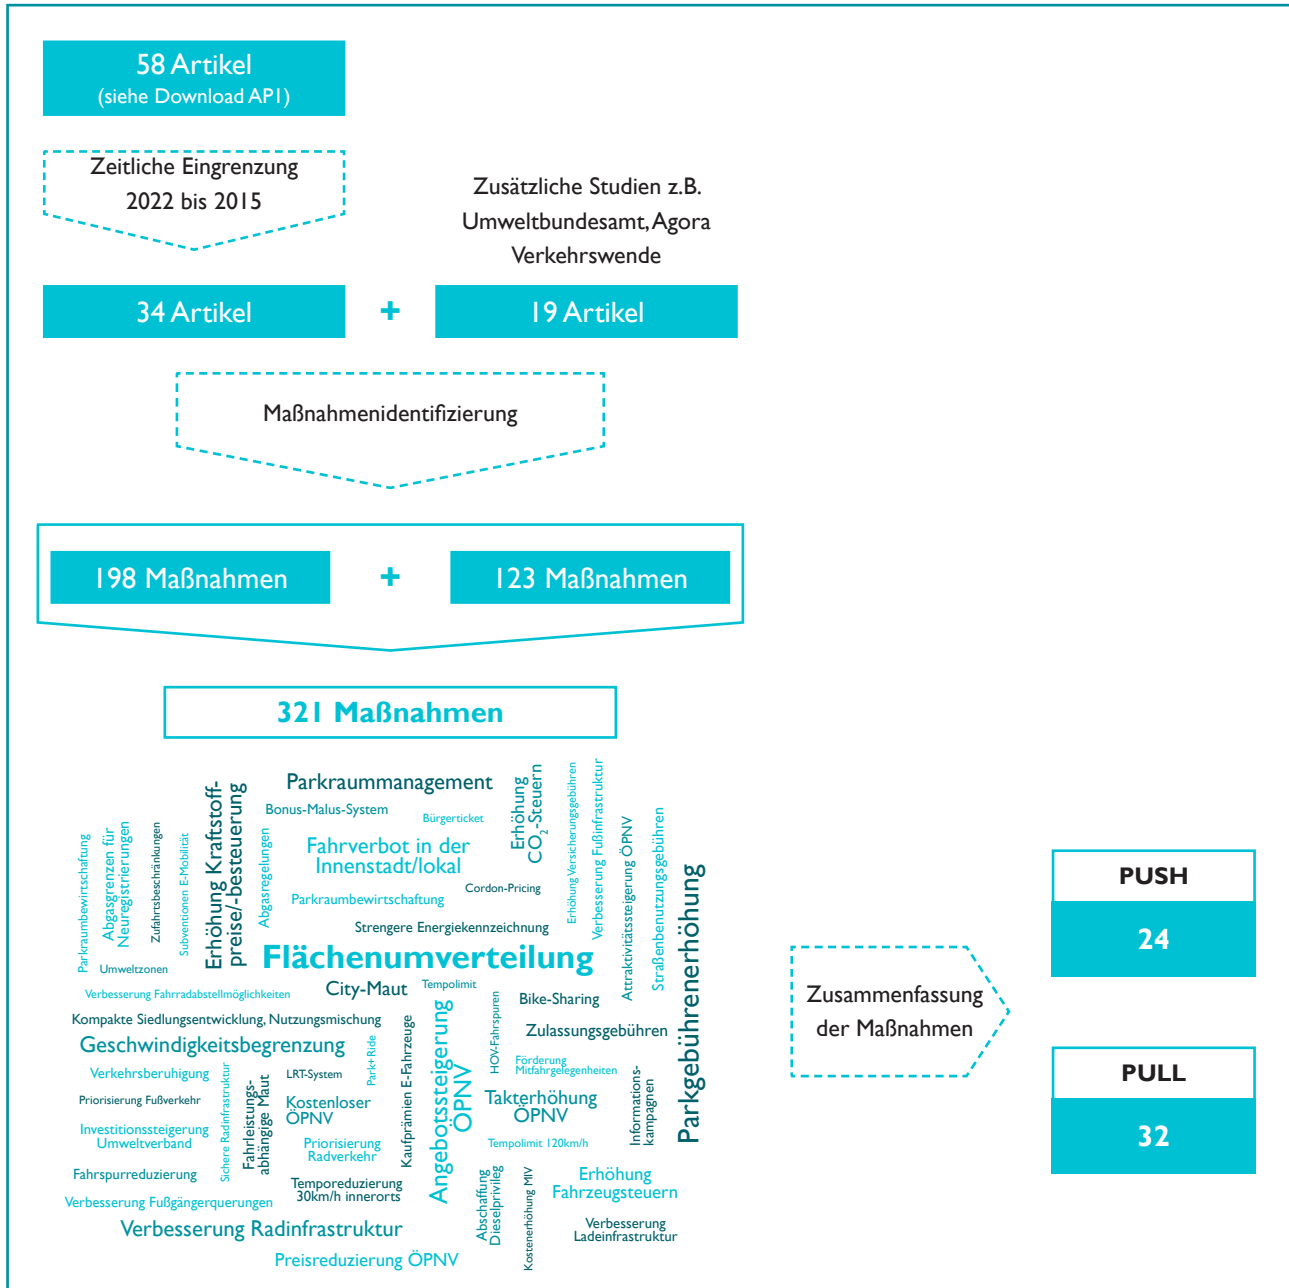 58 Artikel
(siehe Download AP1)
Zeitliche Eingrenzung
2022 bis 2015
Zusätzliche Studien z.B.
Umweltbundesamt, Agora
Verkehrswende
34 Artikel
+
19 Artikel
Maßnahmenidentifizierung
198 Maßnahmen
+
123 Maßnahmen
321 Maßnahmen
Parkraumbewirtschaftung
Abgasgrenzen für
Neuregistrierungen
Zufahrtsbeschränkungen
Subventionen E-Mobilität
Erhöhung Kraftstoff-
preise/-besteuerung
Abgasregelungen
Parkraummanagement
Bonus-Malus-System
Bürgerticket
Fahrverbot in der
Innenstadt/lokal
Cordon-Pricing
Parkraumbewirtschaftung
Strengere Energiekennzeichnung
Erhöhung
CO₂-Steuern
Erhöhung Versicherungsgebühren
Verbesserung Fußinfrastruktur
Attraktivitätssteigerung ÖPNV
Straßenbenutzungsgebühren
Parkgebührenerhöhung
Umweltzonen
Flächenumverteilung
Verbesserung Fahrradabstellmöglichkeiten
City-Maut
Tempolimit
Bike-Sharing
Kompakte Siedlungsentwicklung, Nutzungsmischung
Zulassungsgebühren
Geschwindigkeitsbegrenzung
Park+Ride
Kaufprämien E-Fahrzeuge
Angebotssteigerung
ÖPNV
HOV-Fahrspuren
Förderung
Mitfahrgelegenheiten
Verkehrsberuhigung
Sichere Radinfrastruktur
Fahrleistungs-
abhängige Maut
LRT-System
Priorisierung Fußverkehr
Kostenloser
ÖPNV
Takterhöhung
ÖPNV
Informations-
kampagnen
Investitionssteigerung
Umweltverband
Priorisierung
Radverkehr
Tempolimit 120km/h
Fahrspurreduzierung
Temporeduzierung
30km/h innerorts
Abschaffung
Dieselprivileg
Kostenerhöhung MIV
Erhöhung
Fahrzeugsteuern
Verbesserung Fußgängerquerungen
Verbesserung Radinfrastruktur
Verbesserung
Ladeinfrastruktur
Preisreduzierung ÖPNV
Zusammenfassung
der Maßnahmen
PUSH
24
PULL
32